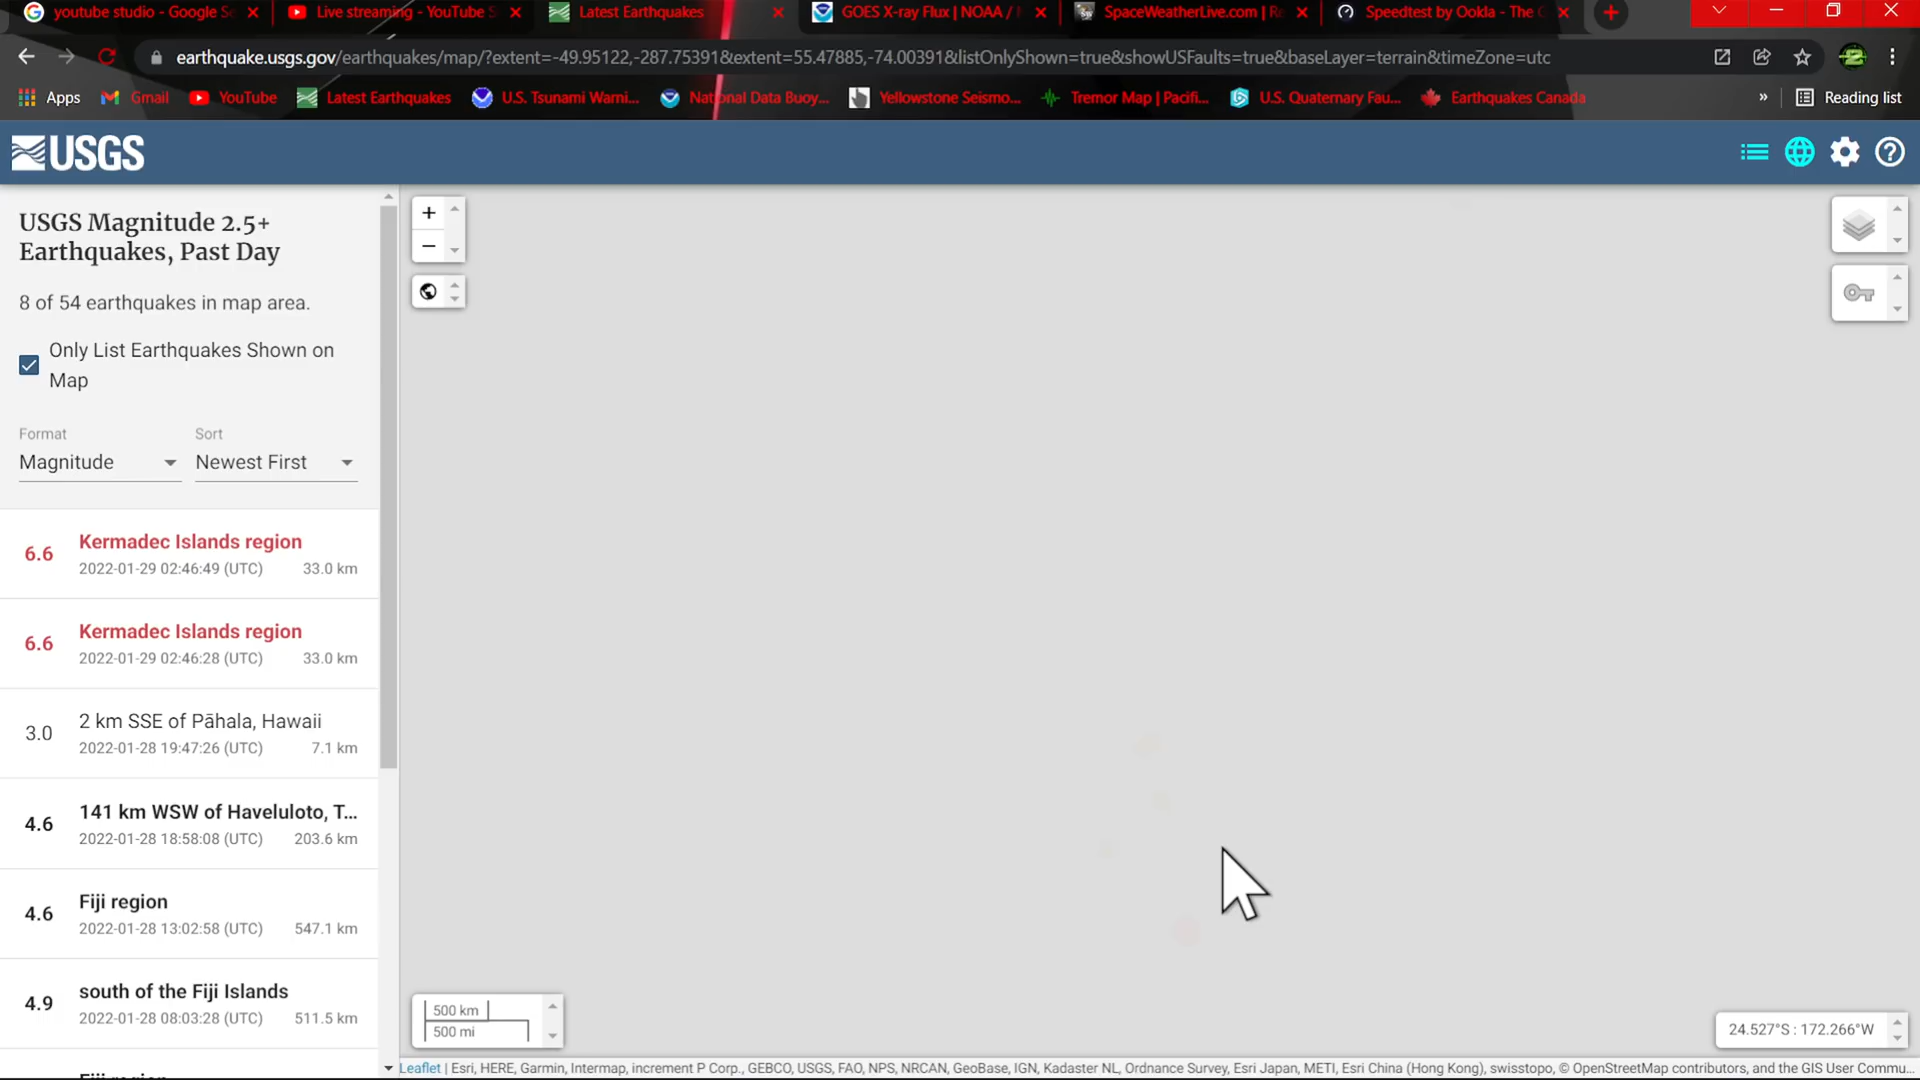 youtube studio - Google Se
Live streaming - YouTube S
Latest Earthquakes
GOES X-ray Flux | NOAA /
SpaceWeatherLive.com | Re
Speedtest by Ookla - The G
earthquake.usgs.gov/earthquakes/map/?extent=-49.95122,-287.75391&extent=55.47885,-74.00391&listOnlyShown=true&showUSFaults=true&baseLayer=terrain&timeZone=utc
Apps
Gmail
YouTube
Latest Earthquakes
U.S. Tsunami Warni...
National Data Buoy...
Yellowstone Seismo...
Tremor Map | Pacifi...
U.S. Quaternary Fau...
Earthquakes Canada
»
Reading list
USGS
USGS Magnitude 2.5+
Earthquakes, Past Day
8 of 54 earthquakes in map area.
Only List Earthquakes Shown on
Map
Format
Sort
Magnitude
Newest First
6.6
Kermadec Islands region
2022-01-29 02:46:49 (UTC) 33.0 km
6.6
Kermadec Islands region
2022-01-29 02:46:28 (UTC) 33.0 km
3.0
2 km SSE of Pāhala, Hawaii
2022-01-28 19:47:26 (UTC) 7.1 km
4.6
141 km WSW of Haveluloto, T...
2022-01-28 18:58:08 (UTC) 203.6 km
4.6
Fiji region
2022-01-28 13:02:58 (UTC) 547.1 km
4.9
south of the Fiji Islands
2022-01-28 08:03:28 (UTC) 511.5 km
Fiji region
+
−
500 km
500 mi
24.527°S : 172.266°W
Leaflet | Esri, HERE, Garmin, Intermap, increment P Corp., GEBCO, USGS, FAO, NPS, NRCAN, GeoBase, IGN, Kadaster NL, Ordnance Survey, Esri Japan, METI, Esri China (Hong Kong), swisstopo, © OpenStreetMap contributors, and the GIS User Commu...